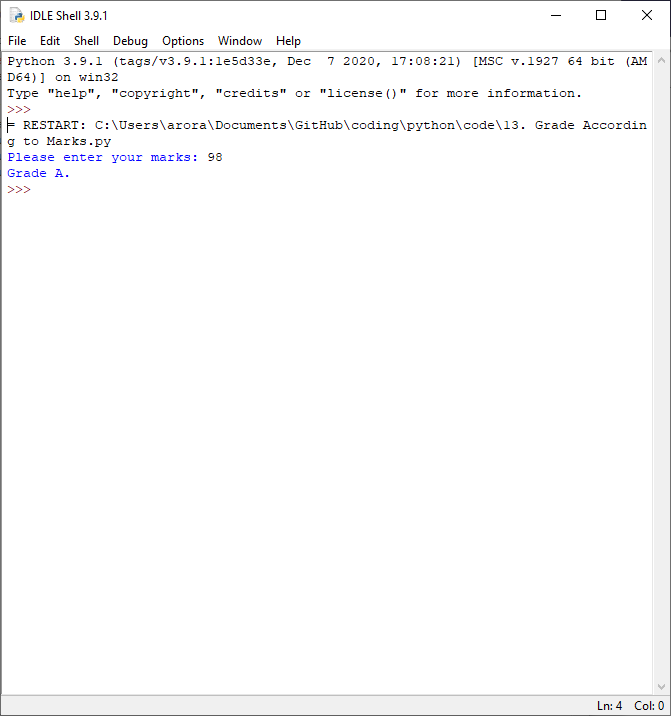 IDLE Shell 3.9.1
File Edit Shell Debug Options Window Help
Python 3.9.1 (tags/v3.9.1:1e5d33e, Dec  7 2020, 17:08:21) [MSC v.1927 64 bit (AM
D64)] on win32
Type "help", "copyright", "credits" or "license()" for more information.
>>>
= RESTART: C:\Users\arora\Documents\GitHub\coding\python\code\13. Grade Accordin
g to Marks.py
Please enter your marks: 98
Grade A.
>>>
Ln: 4 Col: 0